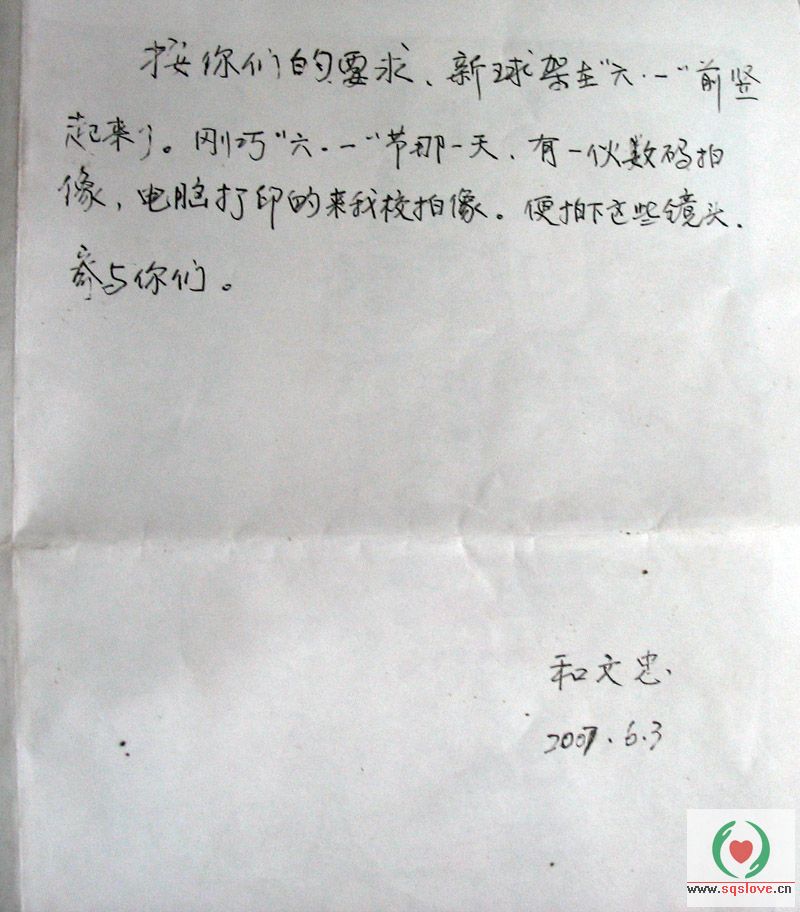 按你们的要求、新球架在"六·一"前竖
起来了。刚巧"六·一"节那一天、有一伙数码拍
像，电脑打印的来我校拍像。便拍下这些镜头、
寄与你们。
和文忠
2007.6.3
www.sqslove.cn